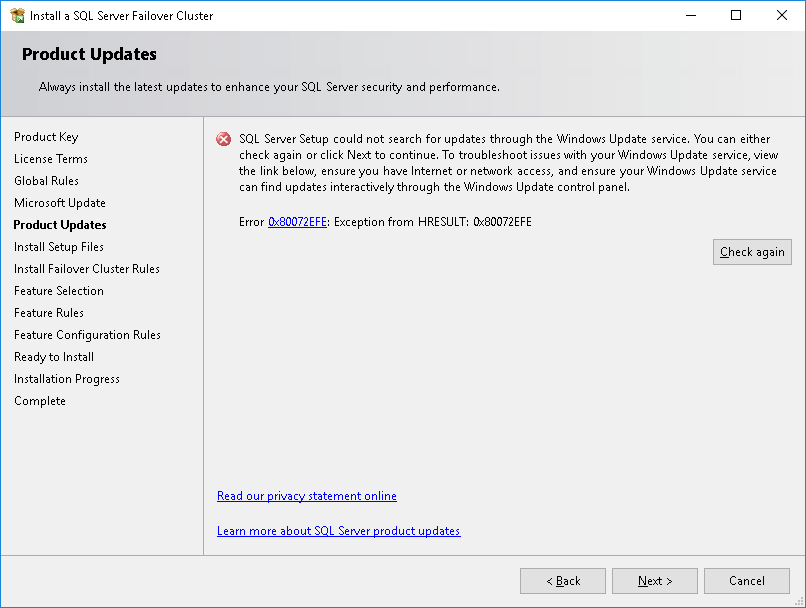 Install a SQL Server Failover Cluster
Product Updates
Always install the latest updates to enhance your SQL Server security and performance.
Product Key
License Terms
Global Rules
Microsoft Update
Product Updates
Install Setup Files
Install Failover Cluster Rules
Feature Selection
Feature Rules
Feature Configuration Rules
Ready to Install
Installation Progress
Complete
SQL Server Setup could not search for updates through the Windows Update service. You can either
check again or click Next to continue. To troubleshoot issues with your Windows Update service, view
the link below, ensure you have Internet or network access, and ensure your Windows Update service
can find updates interactively through the Windows Update control panel.
Error 0x80072EFE: Exception from HRESULT: 0x80072EFE
Check again
Read our privacy statement online
Learn more about SQL Server product updates
< Back
Next >
Cancel